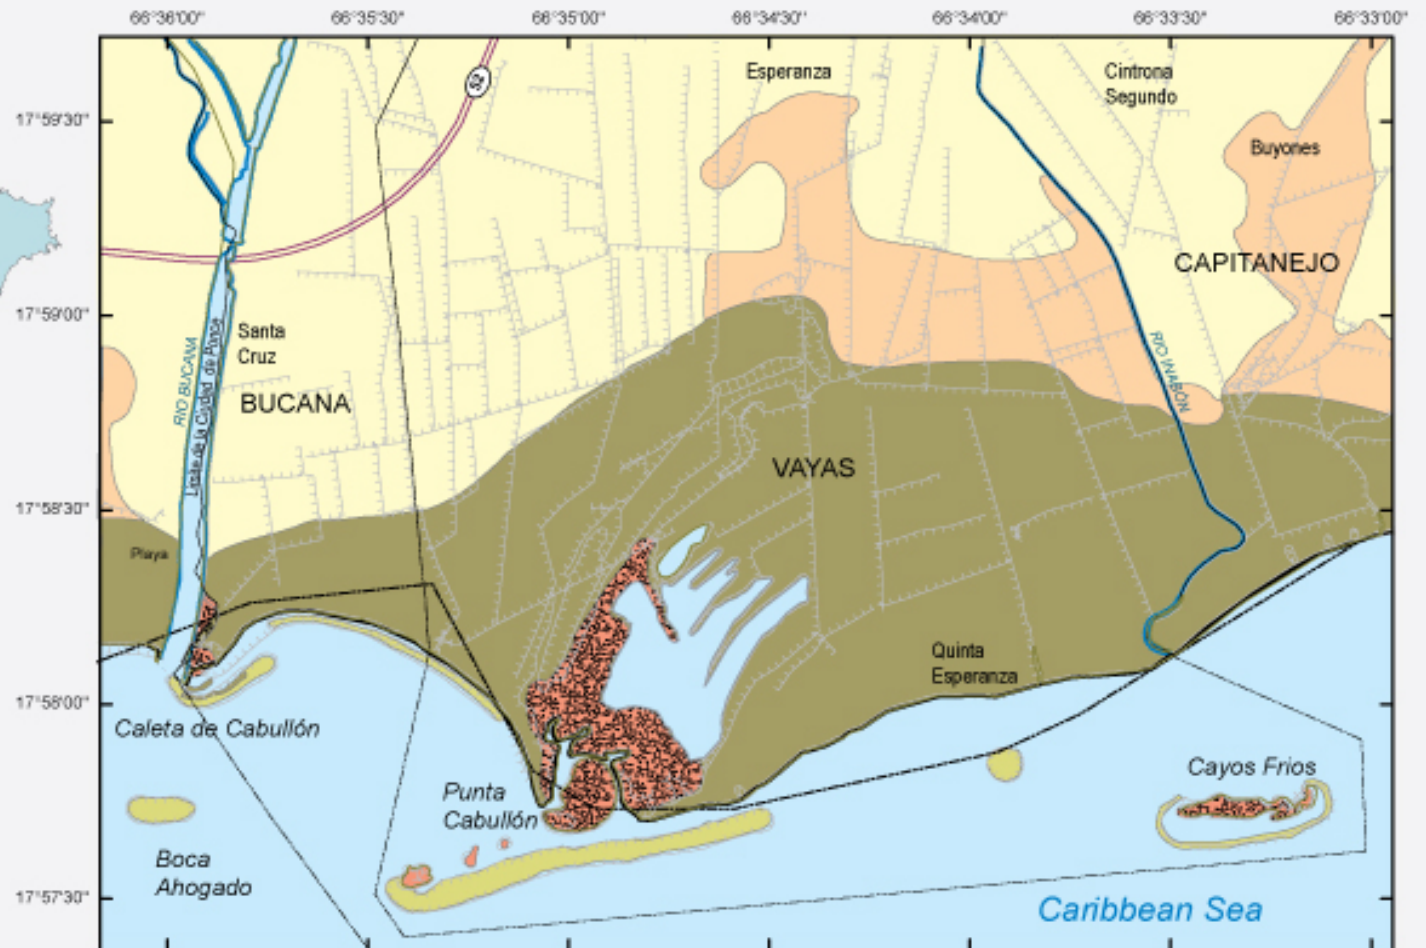 66°36'00" 66°35'30" 66°35'00" 66°34'30" 66°34'00" 66°33'30" 66°33'00"
17°59'30"
17°59'00"
17°58'30"
17°58'00"
17°57'30"
52
Esperanza
Cintrona
Segundo
Buyones
CAPITANEJO
Santa
Cruz
RIO BUCANA
Limite de la Ciudad de Ponce
BUCANA
RIO INABÓN
VAYAS
Playa
Quinta
Esperanza
Caleta de Cabullón
Punta
Cabullón
Cayos Frios
Boca
Ahogado
Caribbean Sea